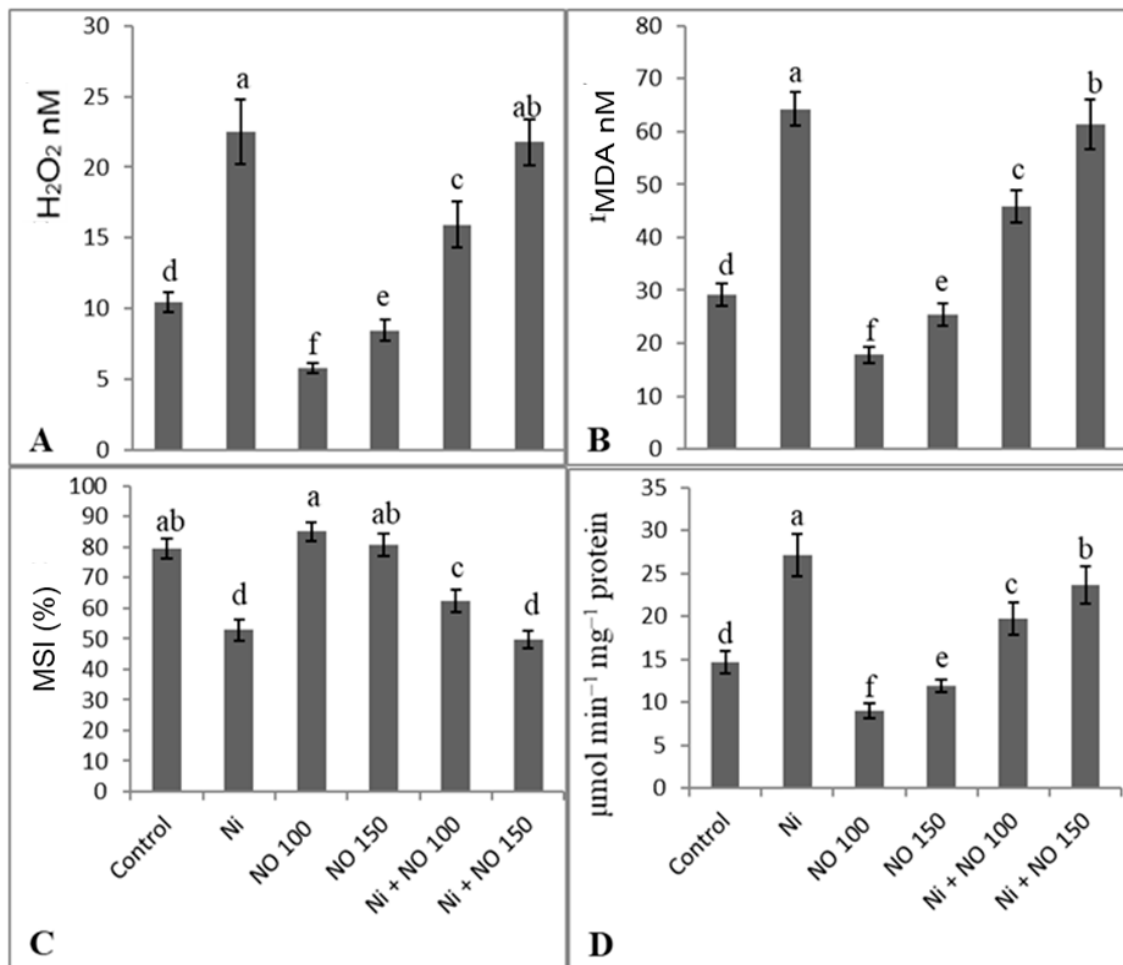 30
25
20
15
10
5
0
H₂O₂ nM
d
a
f
e
c
ab
A
80
70
60
50
40
30
20
10
0
MDA nM
d
a
f
e
c
b
B
100
90
80
70
60
50
40
30
20
10
0
MSI (%)
ab
d
a
ab
c
d
Control
Ni
NO 100
NO 150
Ni + NO 100
Ni + NO 150
C
35
30
25
20
15
10
5
0
μmol min⁻¹ mg⁻¹ protein
d
a
f
e
c
b
Control
Ni
NO 100
NO 150
Ni + NO 100
Ni + NO 150
D